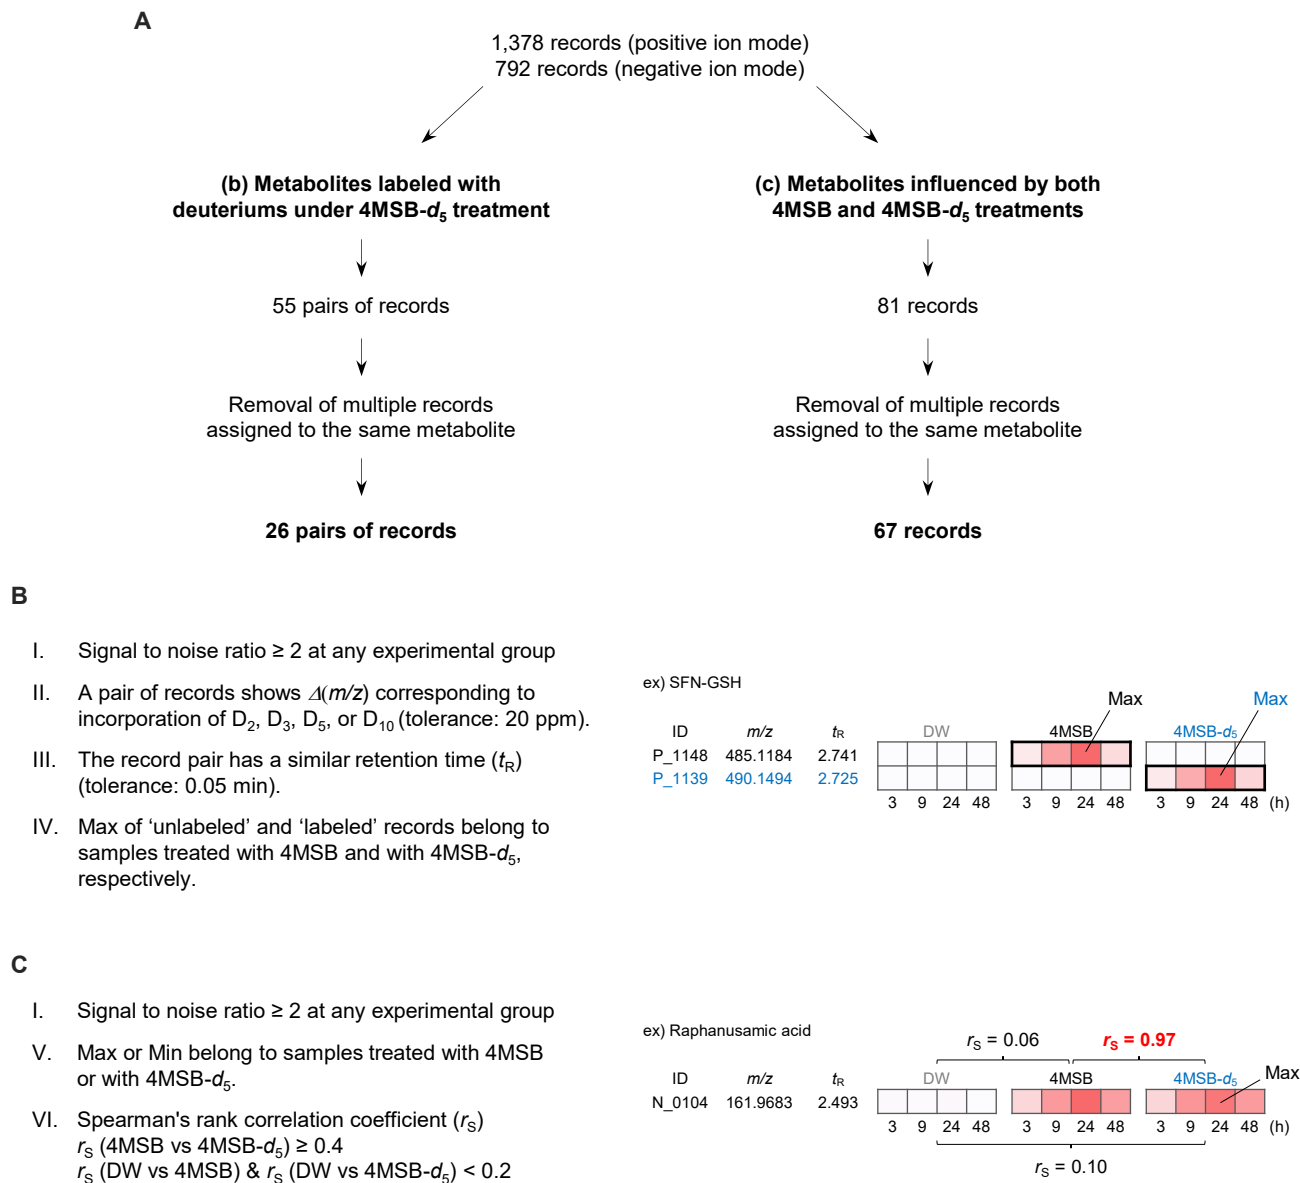 A
1,378 records (positive ion mode)
792 records (negative ion mode)
(b) Metabolites labeled with
deuteriums under 4MSB-d5 treatment
55 pairs of records
Removal of multiple records
assigned to the same metabolite
26 pairs of records
(c) Metabolites influenced by both
4MSB and 4MSB-d5 treatments
81 records
Removal of multiple records
assigned to the same metabolite
67 records
B
I. Signal to noise ratio ≥ 2 at any experimental group
II. A pair of records shows Δ(m/z) corresponding to
incorporation of D2, D3, D5, or D10 (tolerance: 20 ppm).
III. The record pair has a similar retention time (tR)
(tolerance: 0.05 min).
IV. Max of ‘unlabeled’ and ‘labeled’ records belong to
samples treated with 4MSB and with 4MSB-d5,
respectively.
ex) SFN-GSH
Max Max
ID m/z tR DW 4MSB 4MSB-d5
P_1148 485.1184 2.741
P_1139 490.1494 2.725
3 9 24 48 3 9 24 48 3 9 24 48 (h)
C
I. Signal to noise ratio ≥ 2 at any experimental group
V. Max or Min belong to samples treated with 4MSB
or with 4MSB-d5.
VI. Spearman's rank correlation coefficient (rS)
rS (4MSB vs 4MSB-d5) ≥ 0.4
rS (DW vs 4MSB) & rS (DW vs 4MSB-d5) < 0.2
ex) Raphanusamic acid
rS = 0.06 rS = 0.97
Max
ID m/z tR DW 4MSB 4MSB-d5
N_0104 161.9683 2.493
3 9 24 48 3 9 24 48 3 9 24 48 (h)
rS = 0.10